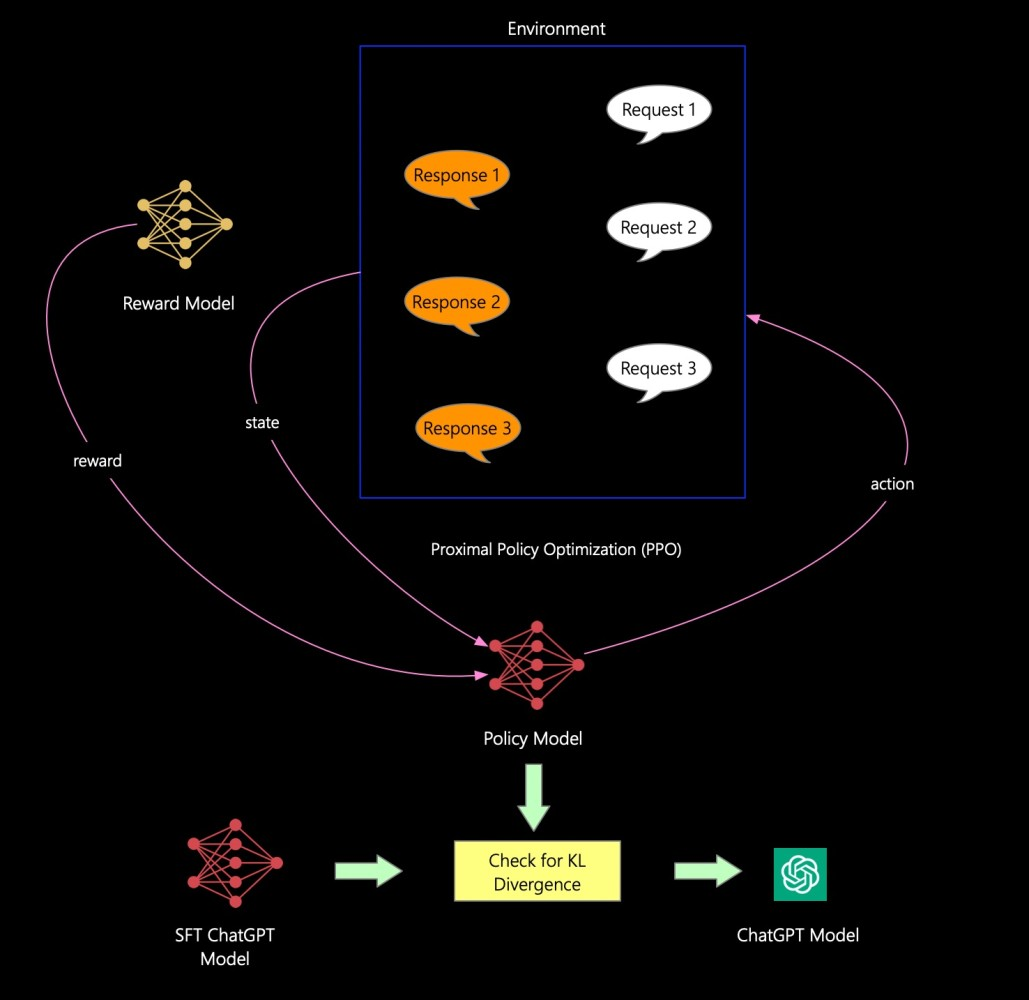 Environment
Request 1
Response 1
Request 2
Reward Model
Response 2
Request 3
state
Response 3
reward
action
Proximal Policy Optimization (PPO)
Policy Model
Check for KL
Divergence
SFT ChatGPT
Model
ChatGPT Model